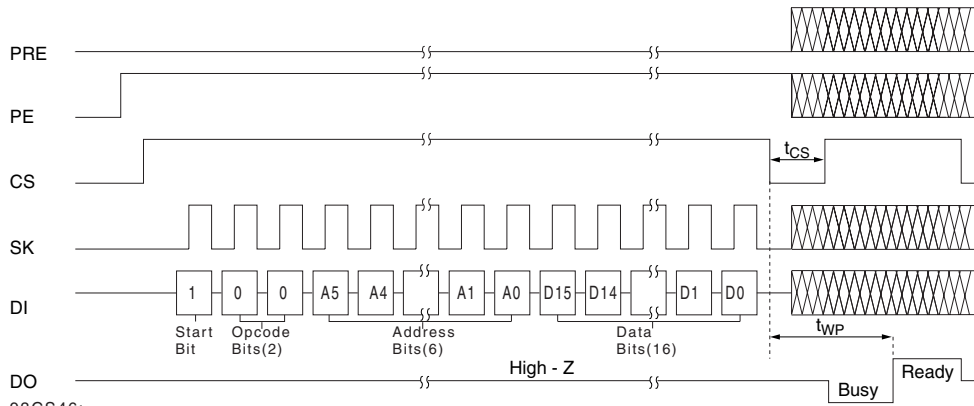 PRE
PE
CS
tCS
SK
DI
1 0 0 A5 A4 A1 A0 D15 D14 D1 D0
Start Bit
Opcode Bits(2)
Address Bits(6)
Data Bits(16)
tWP
DO
High - Z
Busy
Ready